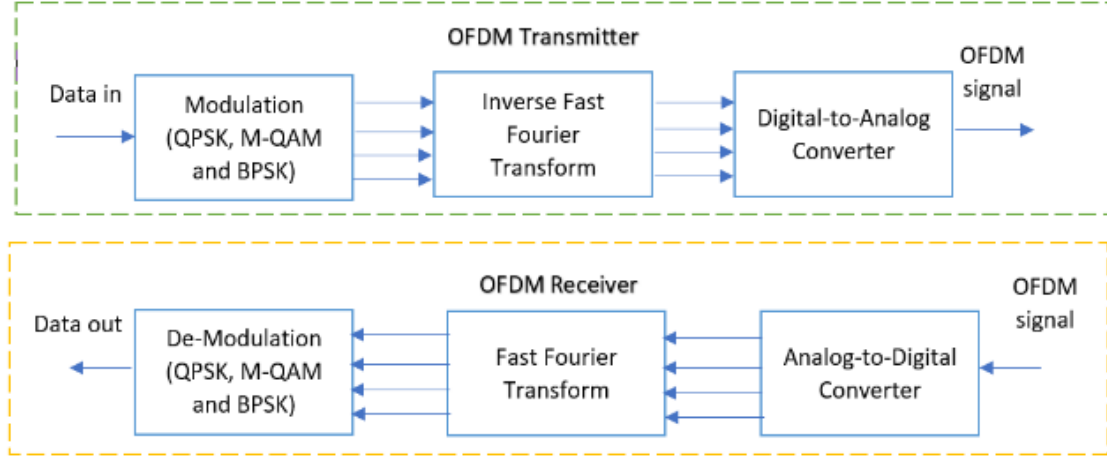 OFDM Transmitter
Data in
Modulation
(QPSK, M-QAM
and BPSK)
Inverse Fast
Fourier
Transform
Digital-to-Analog
Converter
OFDM
signal
OFDM Receiver
Data out
De-Modulation
(QPSK, M-QAM
and BPSK)
Fast Fourier
Transform
Analog-to-Digital
Converter
OFDM
signal